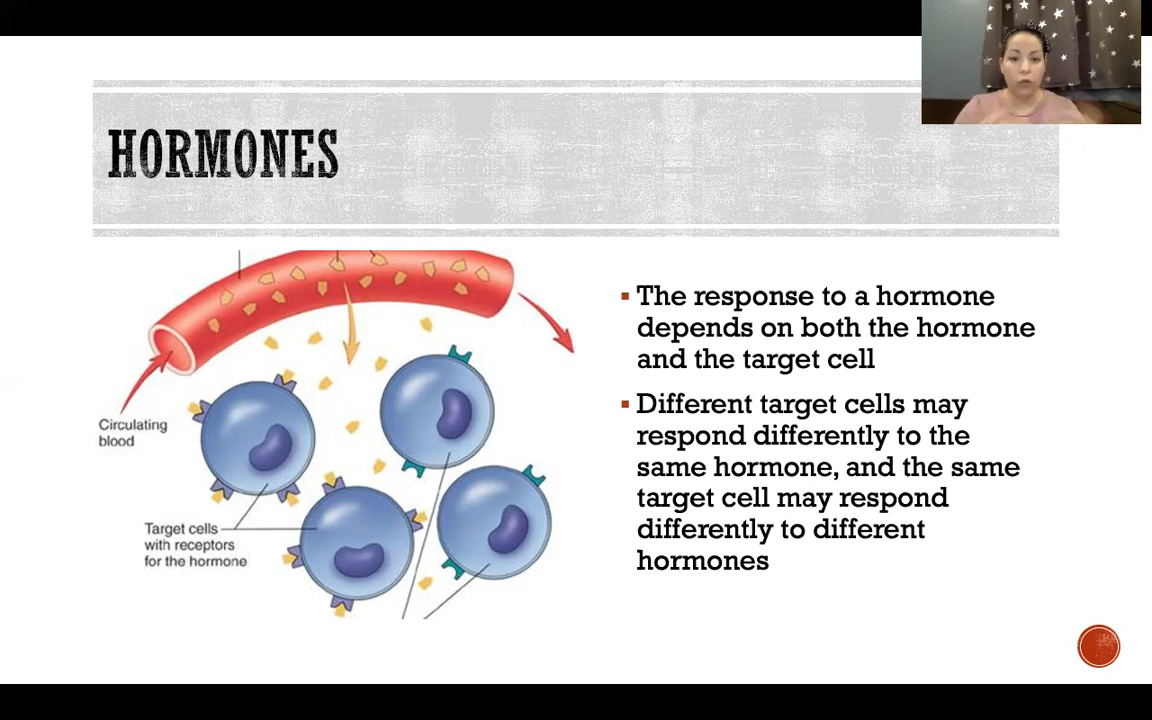 HORMONES
Circulating
blood
Target cells
with receptors
for the hormone
▪ The response to a hormone
depends on both the hormone
and the target cell
▪ Different target cells may
respond differently to the
same hormone, and the same
target cell may respond
differently to different
hormones